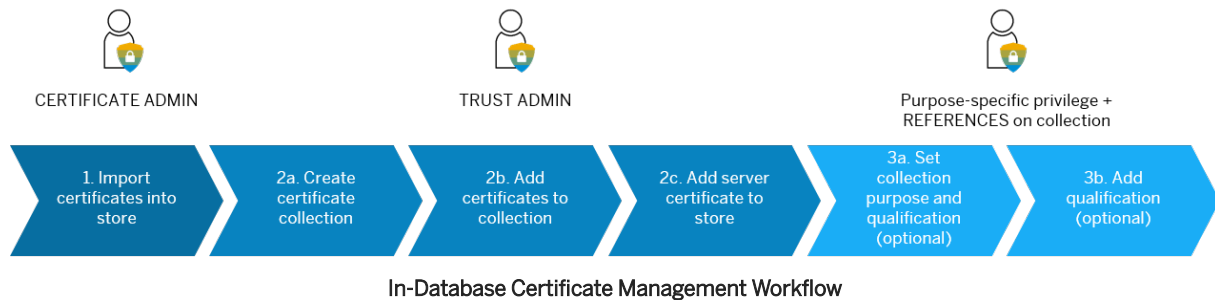 CERTIFICATE ADMIN
TRUST ADMIN
Purpose-specific privilege +
REFERENCES on collection
1. Import
certificates into
store
2a. Create
certificate
collection
2b. Add
certificates to
collection
2c. Add server
certificate to
store
3a. Set
collection
purpose and
qualification
(optional)
3b. Add
qualification
(optional)
In-Database Certificate Management Workflow